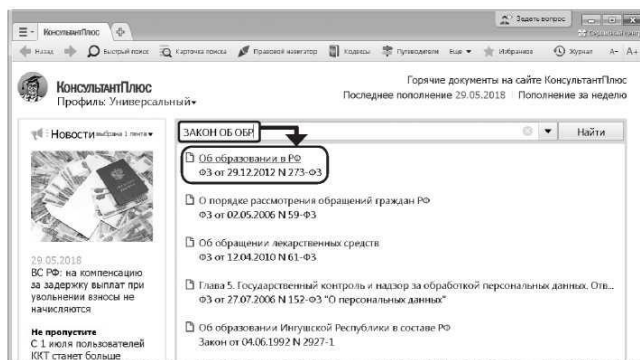 Задать вопрос
КонсультантПлюс
Назад
Быстрый поиск
Карточка поиска
Правовой навигатор
Кодексы
Путеводители
Еще
Избранное
Журнал
А- А+
КонсультантПлюс
Профиль: Универсальный
Горячие документы на сайте КонсультантПлюс
Последнее пополнение 29.05.2018 Пополнение за неделю
Новости выбрана 1 лента
ЗАКОН ОБ ОБР
Найти
Об образовании в РФ
ФЗ от 29.12.2012 N 273-ФЗ
О порядке рассмотрения обращений граждан РФ
ФЗ от 02.05.2006 N 59-ФЗ
Об обращении лекарственных средств
ФЗ от 12.04.2010 N 61-ФЗ
Глава 5. Государственный контроль и надзор за обработкой персональных данных. Отв...
ФЗ от 27.07.2006 N 152-ФЗ "О персональных данных"
Об образовании Ингушской Республики в составе РФ
Закон от 04.06.1992 N 2927-1
29.05.2018
ВС РФ: на компенсацию
за задержку выплат при
увольнении взносы не
начисляются
Не пропустите
С 1 июля пользователей
ККТ станет больше